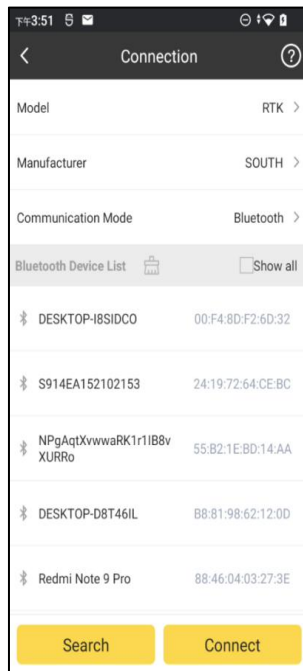 下午3:51
Connection
Model RTK
Manufacturer SOUTH
Communication Mode Bluetooth
Bluetooth Device List Show all
DESKTOP-I8SIDCO 00:F4:8D:F2:6D:32
S914EA152102153 24:19:72:64:CE:BC
NPgAqtXvwwaRK1r1IB8v
XURRo 55:B2:1E:BD:14:AA
DESKTOP-D8T46IL B8:81:98:62:12:0D
Redmi Note 9 Pro 88:46:04:03:27:3E
Search Connect